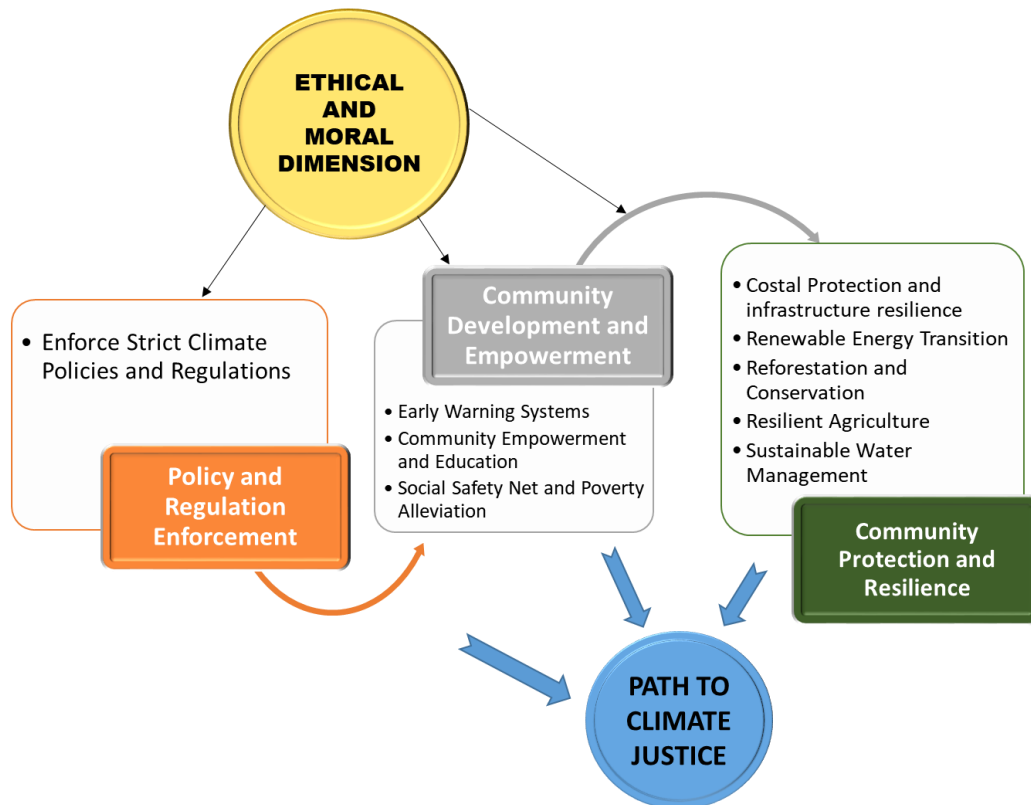 ETHICAL
AND
MORAL
DIMENSION
• Enforce Strict Climate
Policies and Regulations
Policy and
Regulation
Enforcement
Community
Development and
Empowerment
• Early Warning Systems
• Community Empowerment
and Education
• Social Safety Net and Poverty
Alleviation
• Costal Protection and
infrastructure resilience
• Renewable Energy Transition
• Reforestation and
Conservation
• Resilient Agriculture
• Sustainable Water
Management
Community
Protection and
Resilience
PATH TO
CLIMATE
JUSTICE